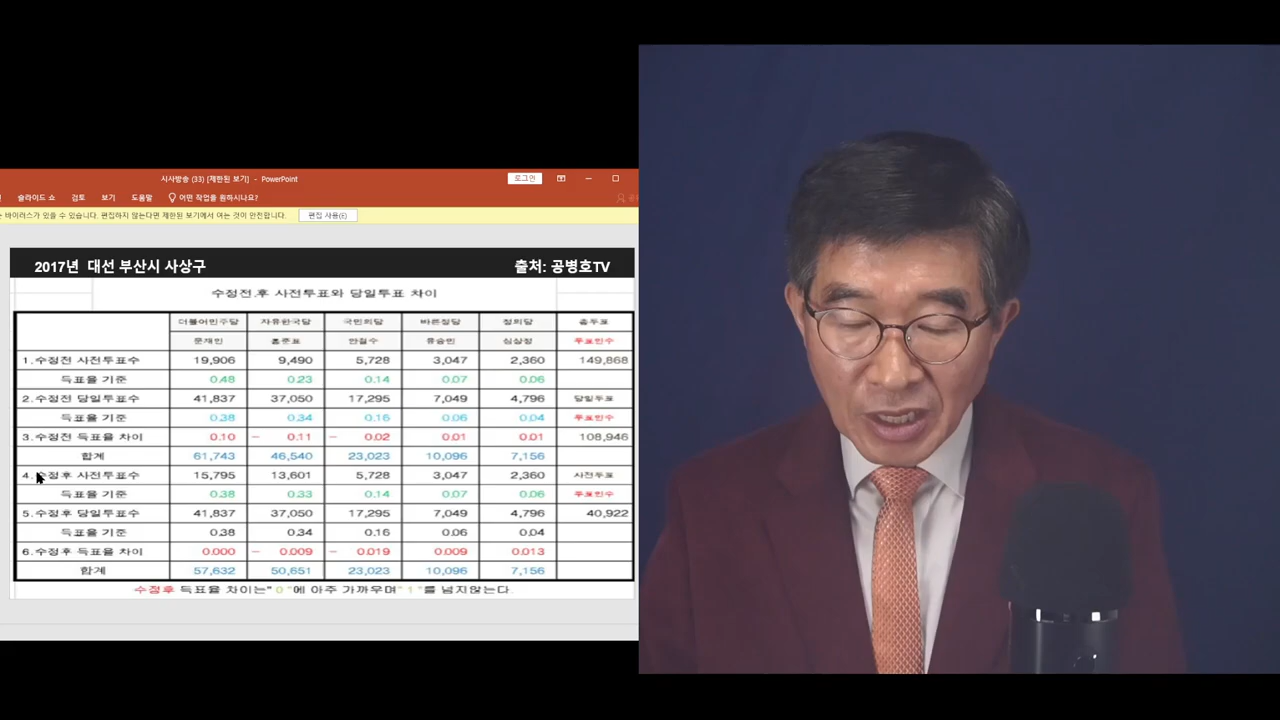 시사방송 (33) [제한된 보기] - PowerPoint
로그인
슬라이드 쇼 검토 보기 도움말 어떤 작업을 원하시나요?
바이러스가 있을 수 있습니다. 편집하지 않는다면 제한된 보기에서 여는 것이 안전합니다. 편집 사용(E)
2017년 대선 부산시 사상구 출처: 공병호TV
수정전.후 사전투표와 당일투표 차이
더불어민주당 자유한국당 국민의당 바른정당 정의당 총투표
문재인 홍준표 안철수 유승민 심상정 투표인수
1.수정전 사전투표수 19,906 9,490 5,728 3,047 2,360 149,868
득표율 기준 0.48 0.23 0.14 0.07 0.06
2.수정전 당일투표수 41,837 37,050 17,295 7,049 4,796 당일투표
득표율 기준 0.38 0.34 0.16 0.06 0.04 투표인수
3.수정전 득표율 차이 0.10 - 0.11 - 0.02 0.01 0.01 108,946
합계 61,743 46,540 23,023 10,096 7,156
4.수정후 사전투표수 15,795 13,601 5,728 3,047 2,360 사전투표
득표율 기준 0.38 0.33 0.14 0.07 0.06 투표인수
5.수정후 당일투표수 41,837 37,050 17,295 7,049 4,796 40,922
득표율 기준 0.38 0.34 0.16 0.06 0.04
6.수정후 득표율 차이 0.000 - 0.009 - 0.019 0.009 0.013
합계 57,632 50,651 23,023 10,096 7,156
수정후 득표율 차이는" 0 "에 아주 가까우며" 1 "를 넘지않는다.